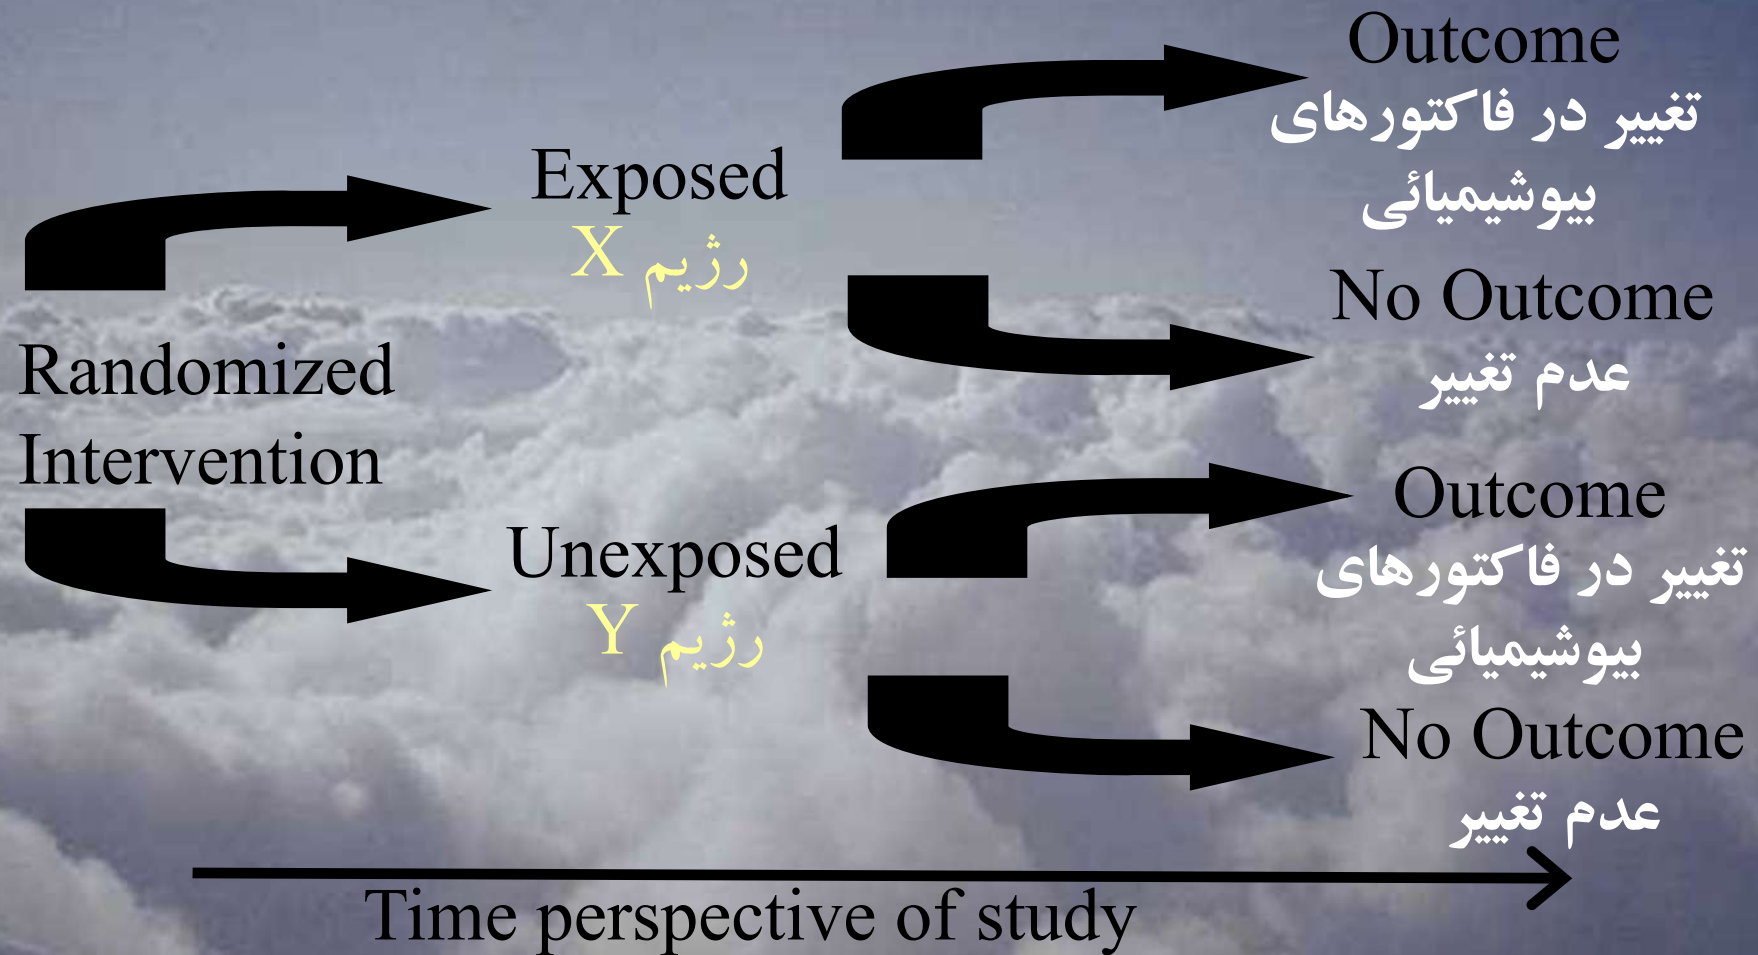 Randomized
Intervention
Exposed
رژیم X
Outcome
تغییر در فاکتورهای
بیوشیمیائی
No Outcome
عدم تغییر
Unexposed
رژیم Y
Outcome
تغییر در فاکتورهای
بیوشیمیائی
No Outcome
عدم تغییر
Time perspective of study